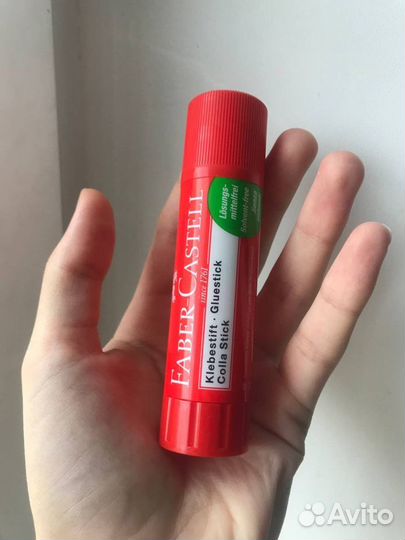 FABER-CASTELL
since 1761
Klebestift · Gluestick
Colla Stick
Lösungs-
mittelfrei
Solvent-free
Avito